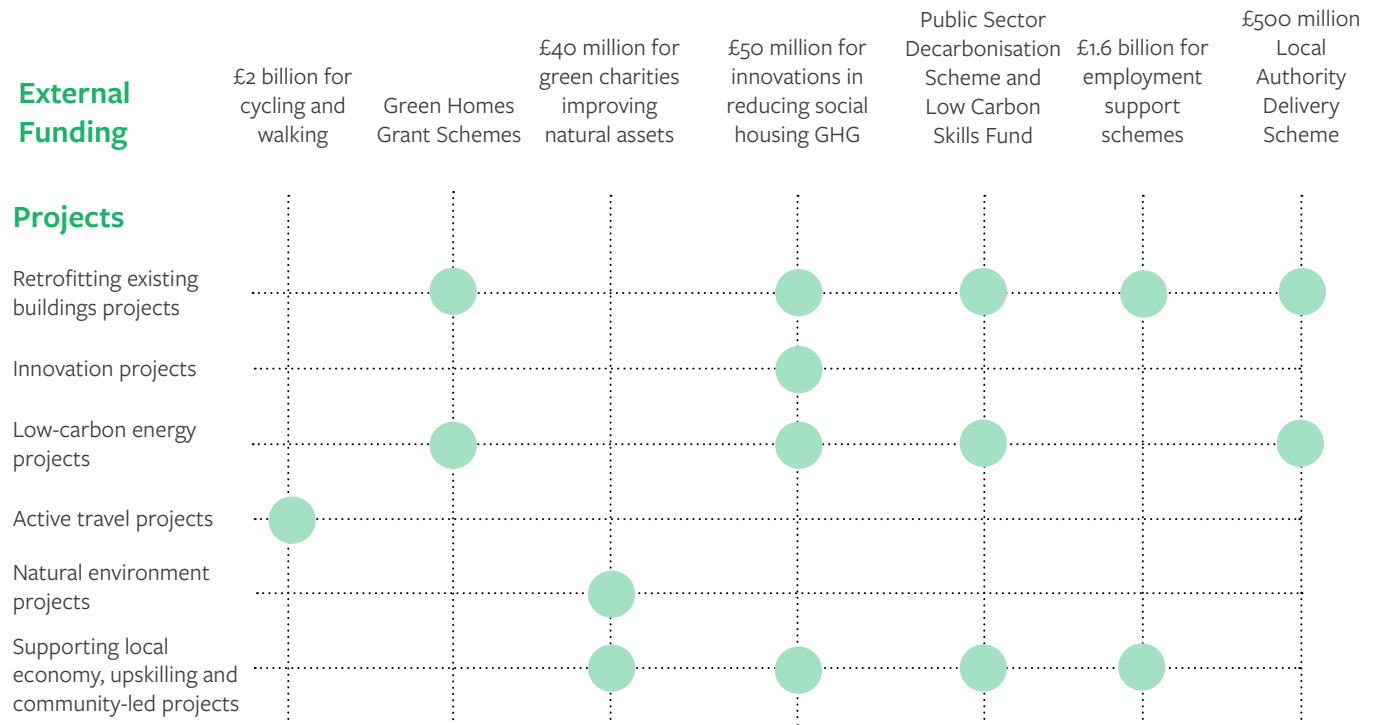 External
Funding
£2 billion for
cycling and
walking
Green Homes
Grant Schemes
£40 million for
green charities
improving
natural assets
£50 million for
innovations in
reducing social
housing GHG
Public Sector
Decarbonisation
Scheme and
Low Carbon
Skills Fund
£1.6 billion for
employment
support
schemes
£500 million
Local
Authority
Delivery
Scheme
Projects
Retrofitting existing
buildings projects
Innovation projects
Low-carbon energy
projects
Active travel projects
Natural environment
projects
Supporting local
economy, upskilling and
community-led projects